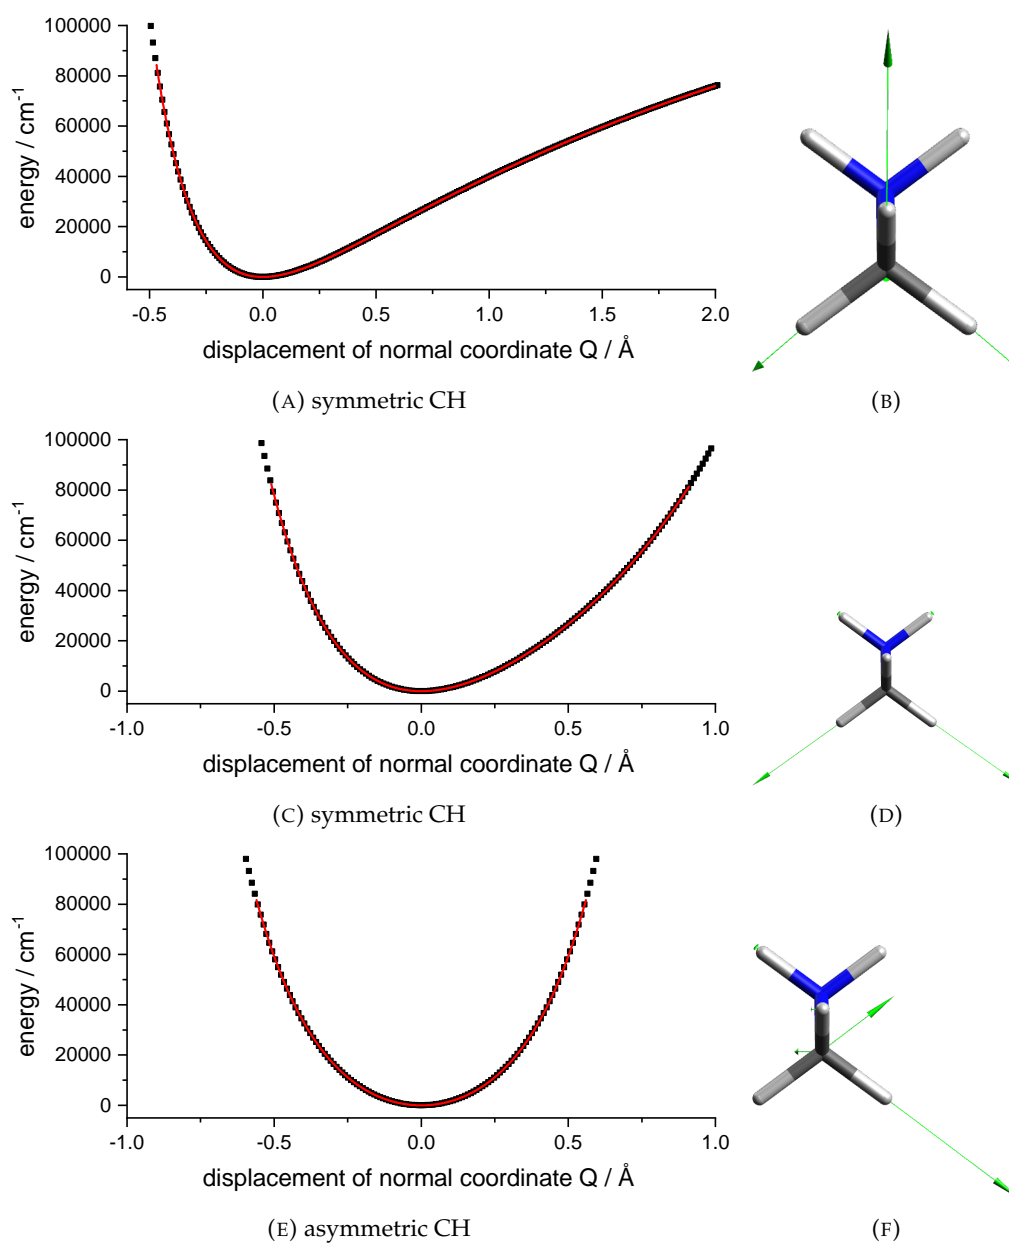 100000
80000
60000
40000
20000
0
energy / cm-1
-0.5 0.0 0.5 1.0 1.5 2.0
displacement of normal coordinate Q / Å
(A) symmetric CH
(B)
100000
80000
60000
40000
20000
0
energy / cm-1
-1.0 -0.5 0.0 0.5 1.0
displacement of normal coordinate Q / Å
(C) symmetric CH
(D)
100000
80000
60000
40000
20000
0
energy / cm-1
-1.0 -0.5 0.0 0.5 1.0
displacement of normal coordinate Q / Å
(E) asymmetric CH
(F)